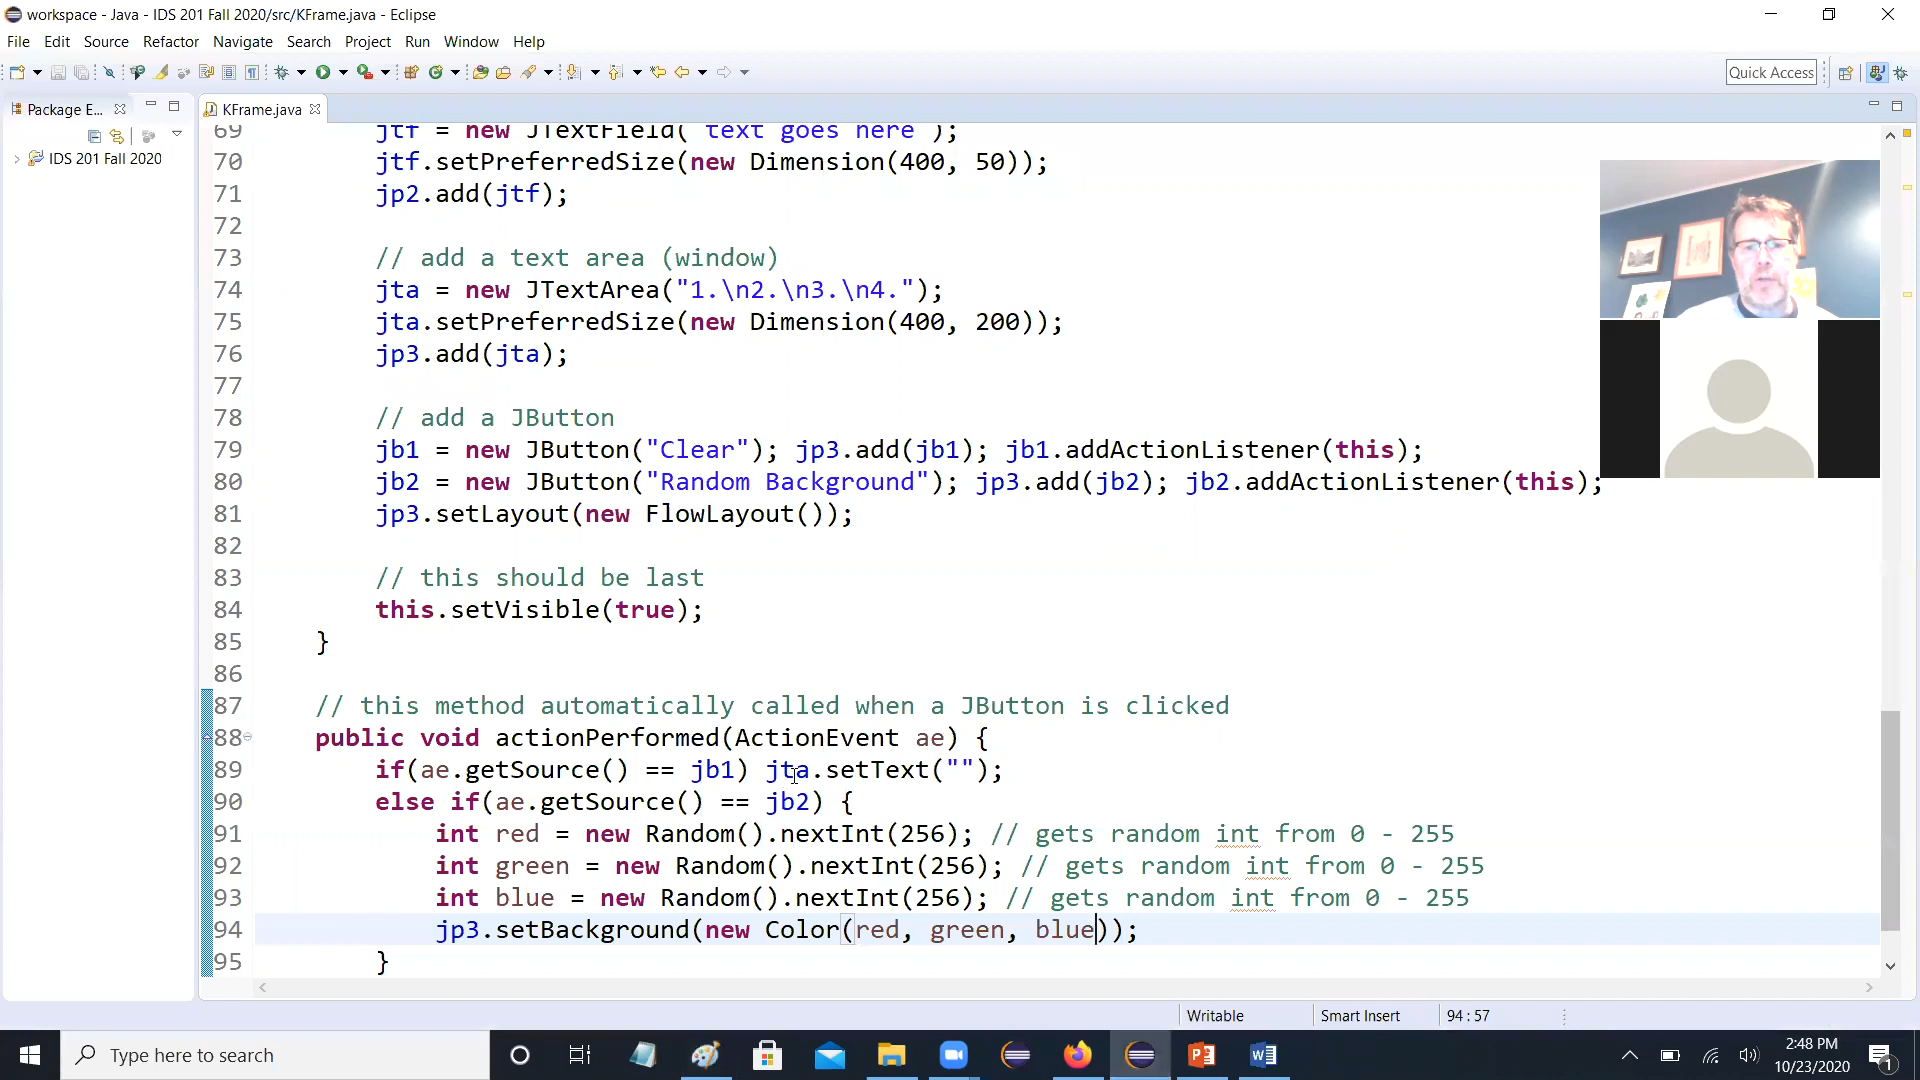 workspace - Java - IDS 201 Fall 2020/src/KFrame.java - Eclipse
File Edit Source Refactor Navigate Search Project Run Window Help
Quick Access
Package E...
KFrame.java
IDS 201 Fall 2020
69 jtf = new JTextField( text goes here );
70 jtf.setPreferredSize(new Dimension(400, 50));
71 jp2.add(jtf);
72
73 // add a text area (window)
74 jta = new JTextArea("1.\n2.\n3.\n4.");
75 jta.setPreferredSize(new Dimension(400, 200));
76 jp3.add(jta);
77
78 // add a JButton
79 jb1 = new JButton("Clear"); jp3.add(jb1); jb1.addActionListener(this);
80 jb2 = new JButton("Random Background"); jp3.add(jb2); jb2.addActionListener(this);
81 jp3.setLayout(new FlowLayout());
82
83 // this should be last
84 this.setVisible(true);
85 }
86
87 // this method automatically called when a JButton is clicked
88 public void actionPerformed(ActionEvent ae) {
89 if(ae.getSource() == jb1) jta.setText("");
90 else if(ae.getSource() == jb2) {
91 int red = new Random().nextInt(256); // gets random int from 0 - 255
92 int green = new Random().nextInt(256); // gets random int from 0 - 255
93 int blue = new Random().nextInt(256); // gets random int from 0 - 255
94 jp3.setBackground(new Color(red, green, blue));
95 }
Writable Smart Insert 94 : 57
Type here to search
2:48 PM
10/23/2020
1